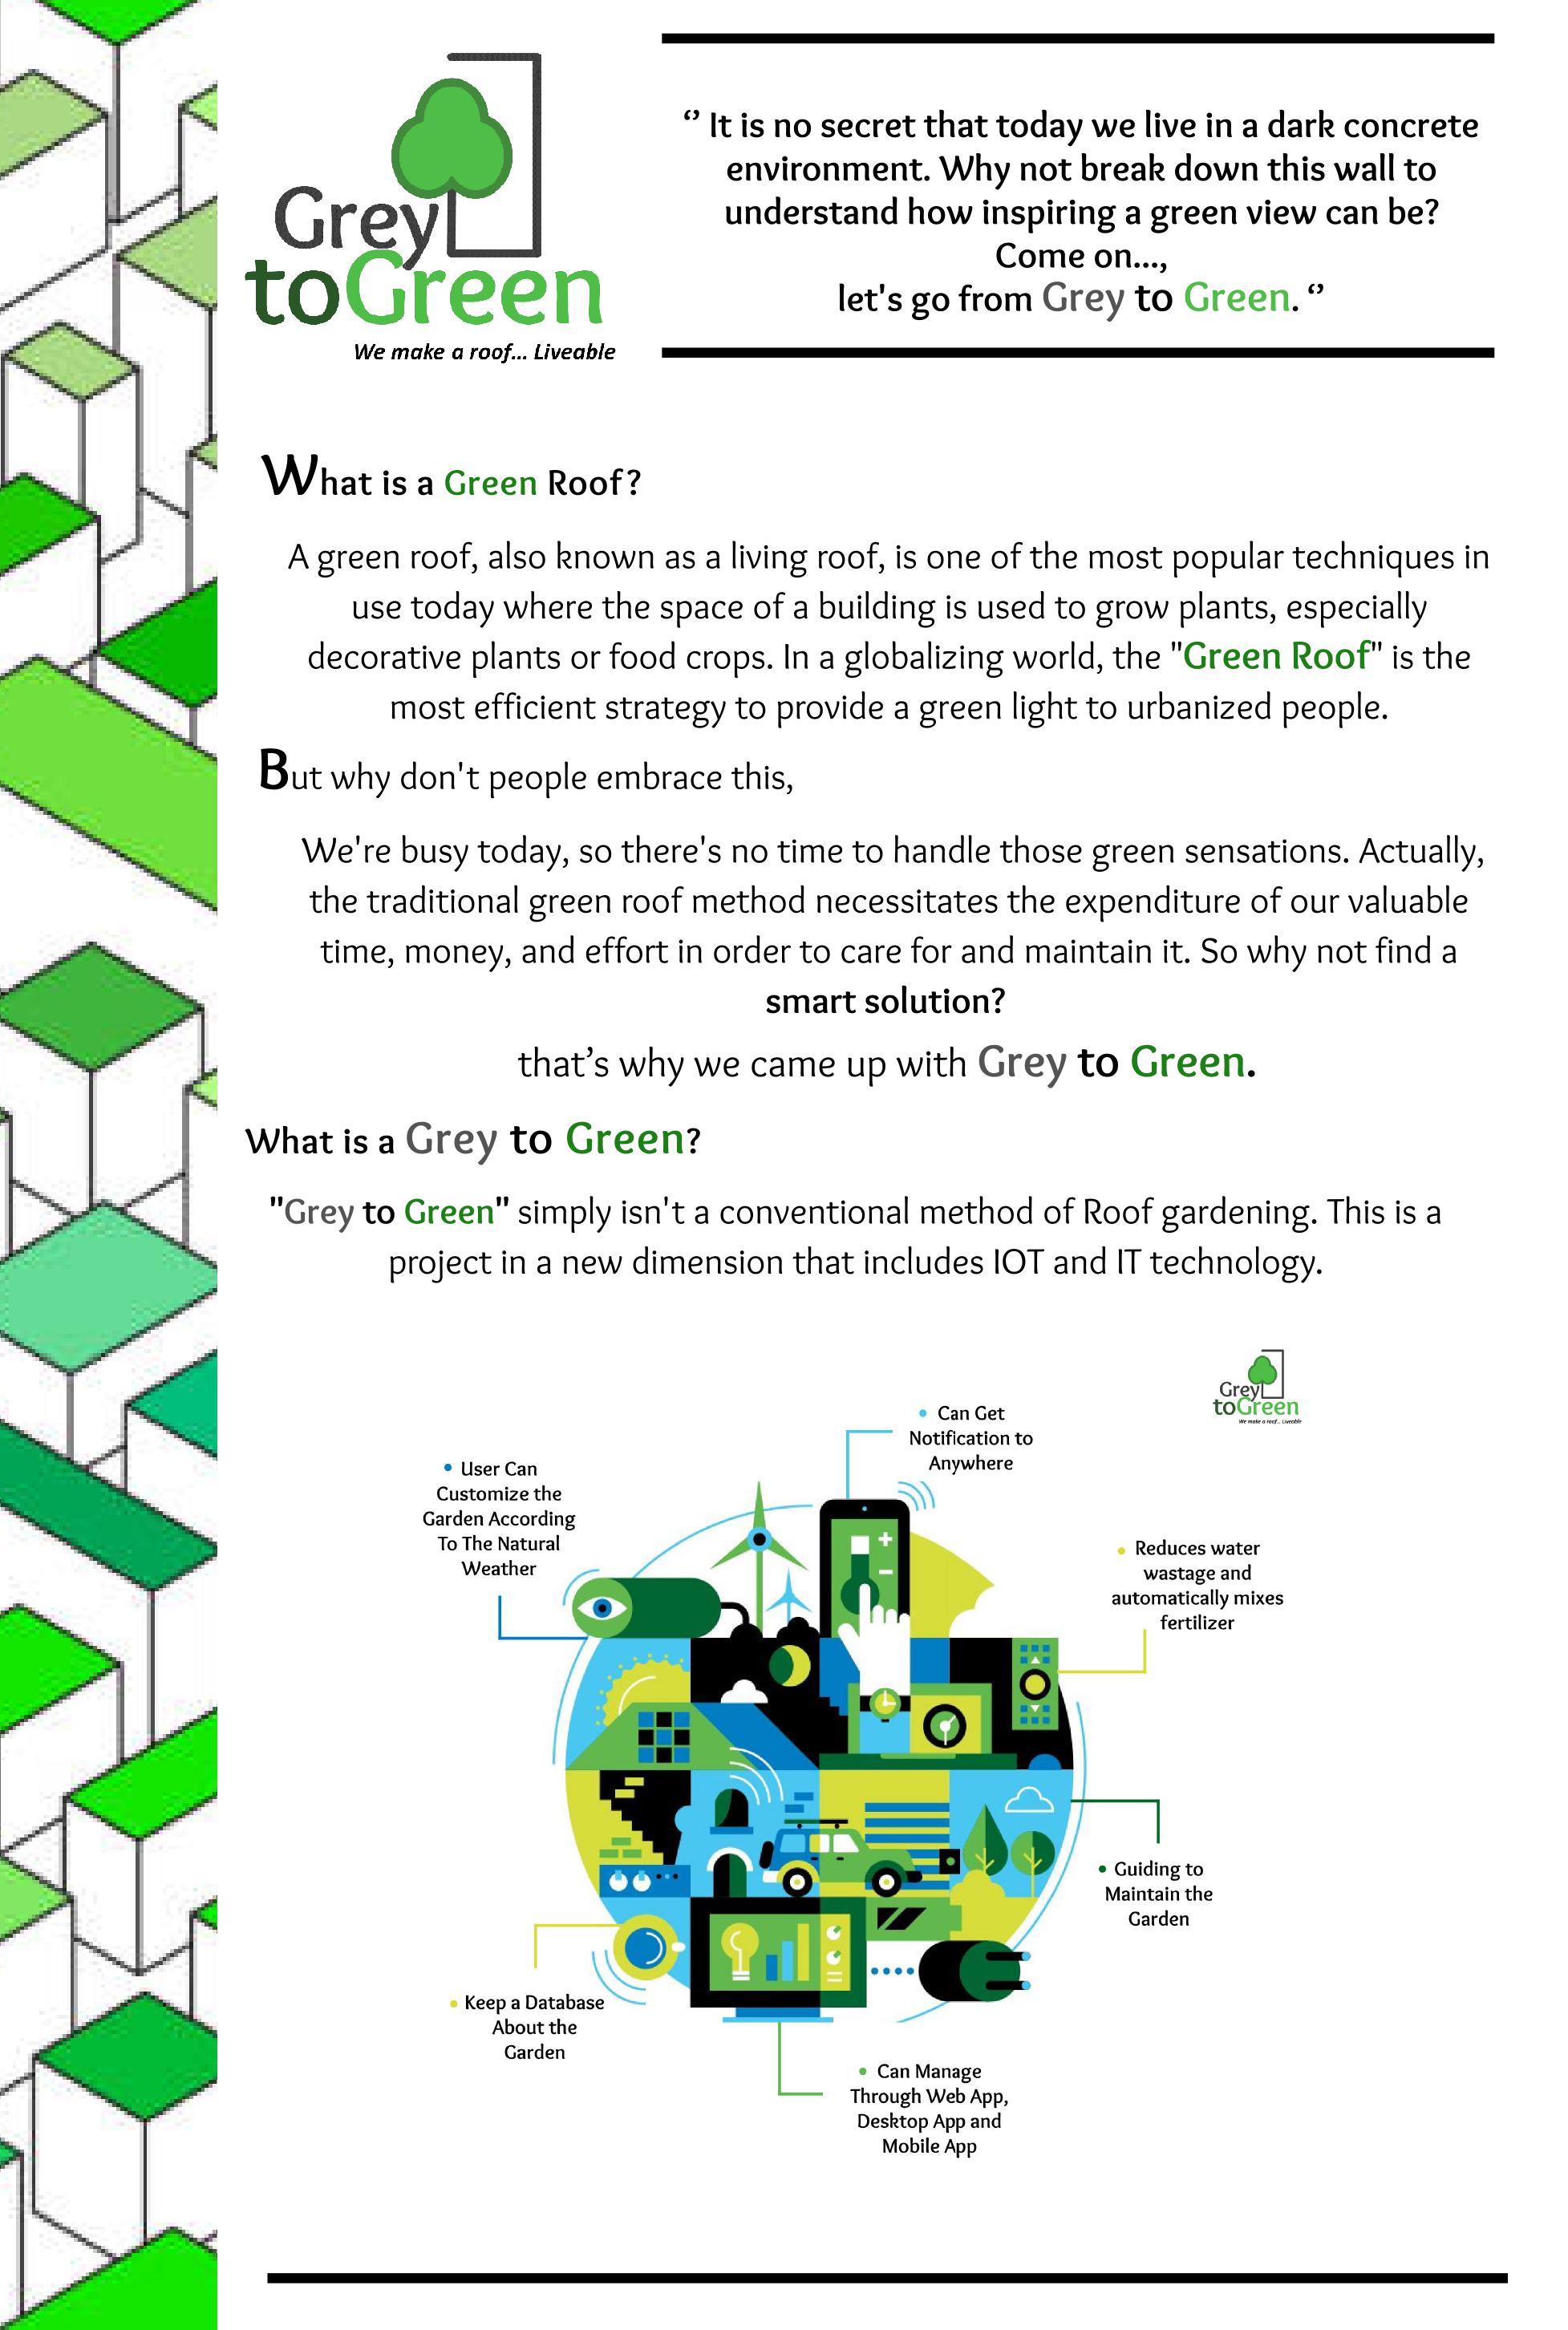 Grey
toGreen
We make a roof... Liveable
‘’ It is no secret that today we live in a dark concrete
environment. Why not break down this wall to
understand how inspiring a green view can be?
Come on...,
let's go from Grey to Green. ‘’
What is a Green Roof?
A green roof, also known as a living roof, is one of the most popular techniques in
use today where the space of a building is used to grow plants, especially
decorative plants or food crops. In a globalizing world, the "Green Roof" is the
most efficient strategy to provide a green light to urbanized people.
But why don't people embrace this,
We're busy today, so there's no time to handle those green sensations. Actually,
the traditional green roof method necessitates the expenditure of our valuable
time, money, and effort in order to care for and maintain it. So why not find a
smart solution?
that’s why we came up with Grey to Green.
What is a Grey to Green?
"Grey to Green" simply isn't a conventional method of Roof gardening. This is a
project in a new dimension that includes IOT and IT technology.
Grey
toGreen
We make a roof... Liveable
• Can Get
Notification to
Anywhere
• User Can
Customize the
Garden According
To The Natural
Weather
• Reduces water
wastage and
automatically mixes
fertilizer
• Guiding to
Maintain the
Garden
• Keep a Database
About the
Garden
• Can Manage
Through Web App,
Desktop App and
Mobile App